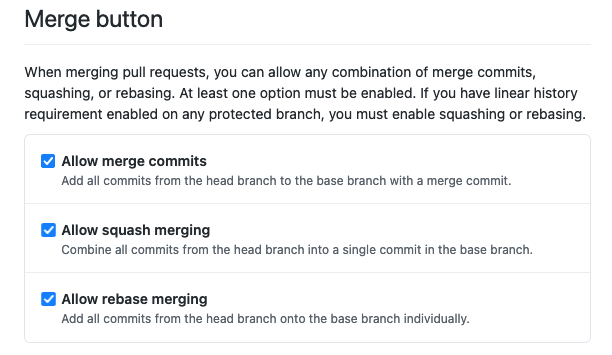 Merge button
When merging pull requests, you can allow any combination of merge commits,
squashing, or rebasing. At least one option must be enabled. If you have linear history
requirement enabled on any protected branch, you must enable squashing or rebasing.
Allow merge commits
Add all commits from the head branch to the base branch with a merge commit.
Allow squash merging
Combine all commits from the head branch into a single commit in the base branch.
Allow rebase merging
Add all commits from the head branch onto the base branch individually.